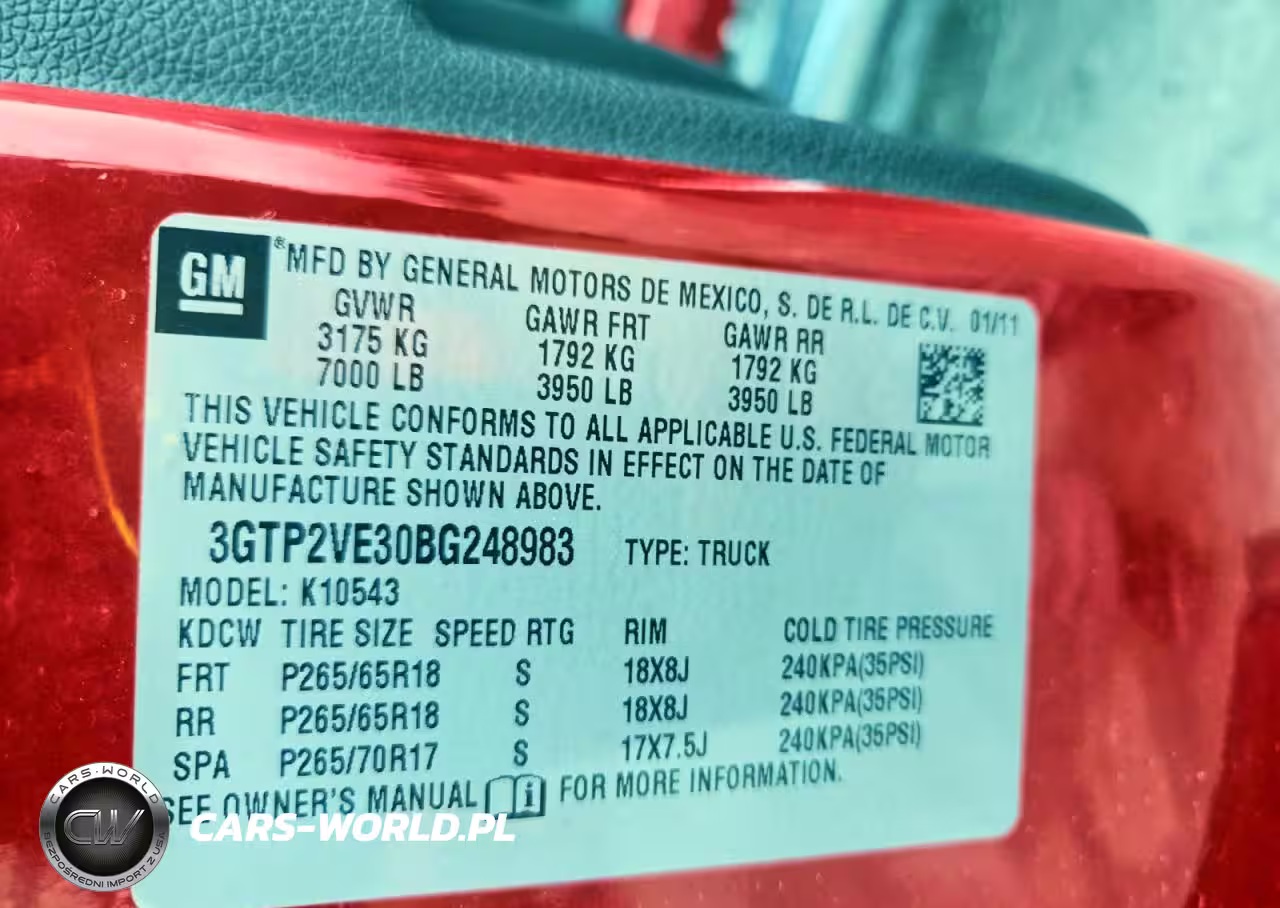 GM
®MFD BY GENERAL MOTORS DE MEXICO, S. DE R.L. DE C.V. 01/11
GVWR GAWR FRT GAWR RR
3175 KG 1792 KG 1792 KG
7000 LB 3950 LB 3950 LB
THIS VEHICLE CONFORMS TO ALL APPLICABLE U.S. FEDERAL MOTOR
VEHICLE SAFETY STANDARDS IN EFFECT ON THE DATE OF
MANUFACTURE SHOWN ABOVE.
3GTP2VE30BG248983 TYPE: TRUCK
MODEL: K10543
KDCW TIRE SIZE SPEED RTG RIM COLD TIRE PRESSURE
FRT P265/65R18 S 18X8J 240KPA(35PSI)
RR P265/65R18 S 18X8J 240KPA(35PSI)
SPA P265/70R17 S 17X7.5J 240KPA(35PSI)
SEE OWNER'S MANUAL i FOR MORE INFORMATION.
CARS-WORLD
CW
BEZPOŚREDNI IMPORT Z USA
CARS-WORLD.PL